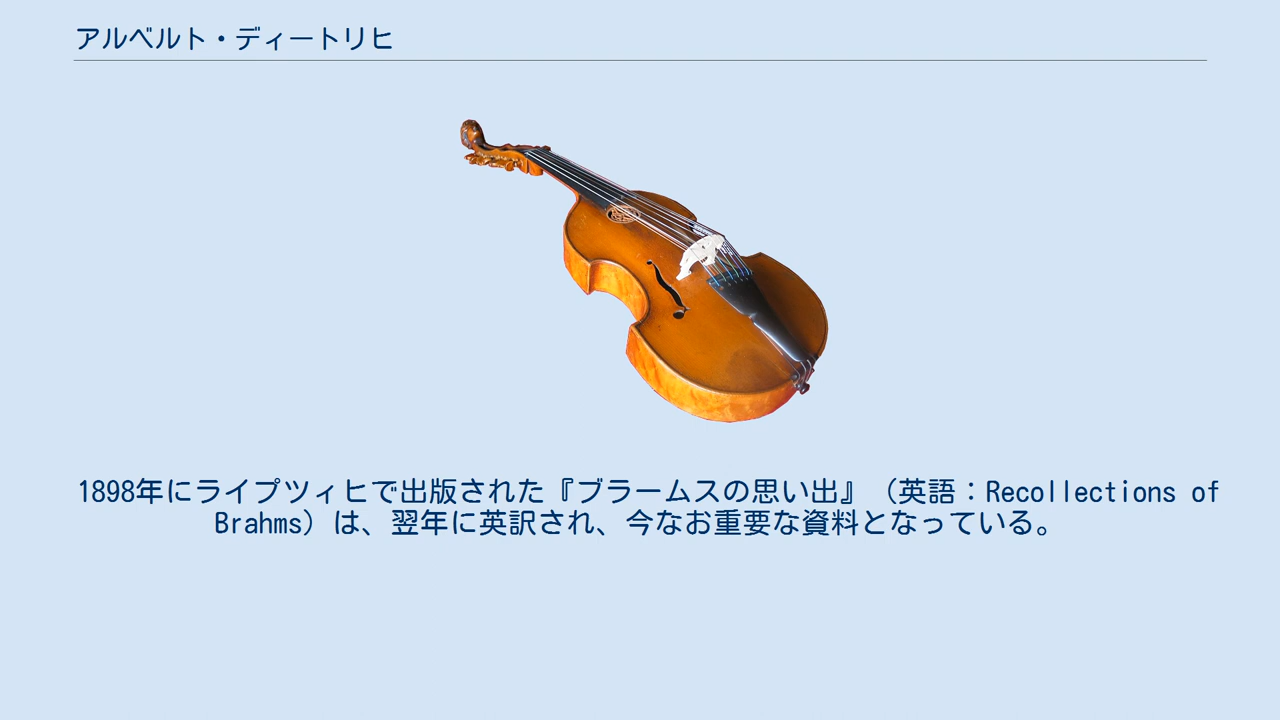 アルベルト・ディートリヒ
1898年にライプツィヒで出版された『ブラームスの思い出』（英語：Recollections of
Brahms）は、翌年に英訳され、今なお重要な資料となっている。